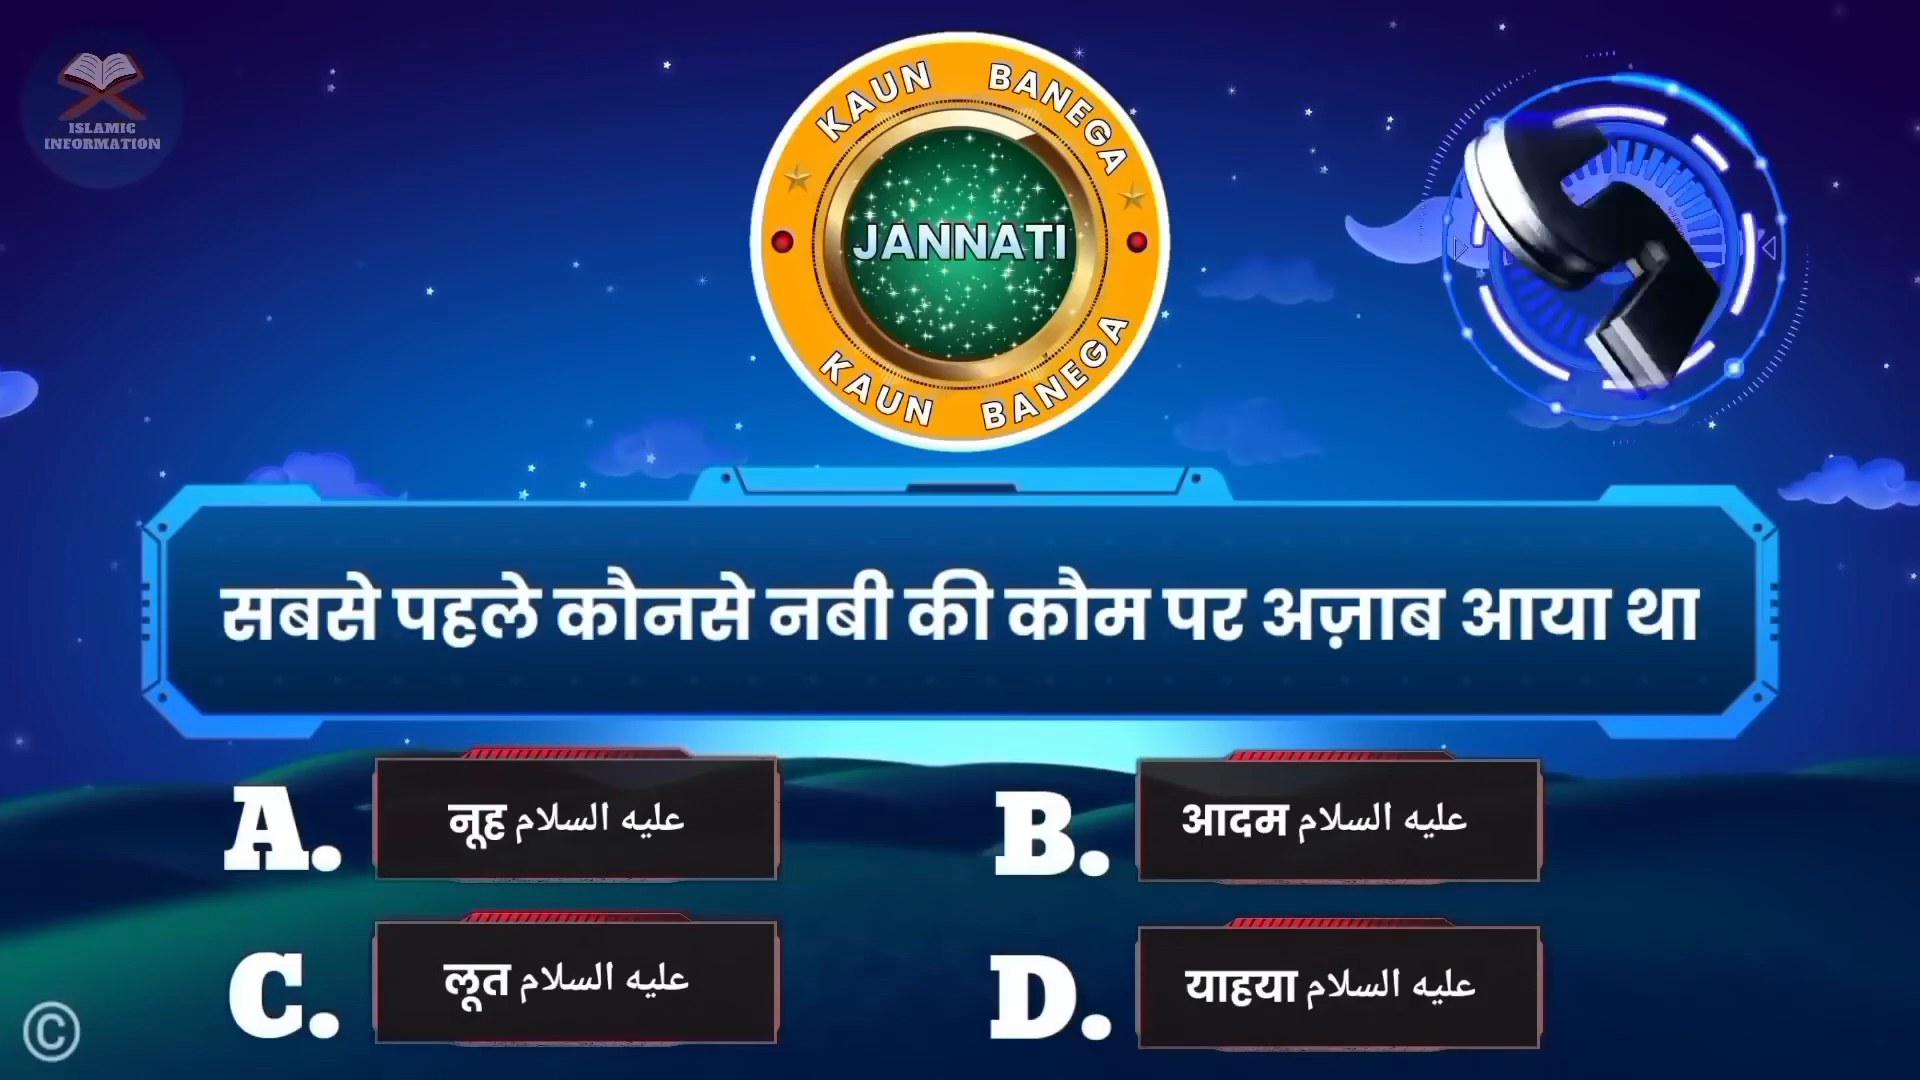 ISLAMIC
INFORMATION
KAUN BANEGA
JANNATI
KAUN BANEGA
सबसे पहले कौनसे नबी की कौम पर अज़ाब आया था
A. नूह عليه السلام
B. आदम عليه السلام
C. लूत عليه السلام
D. याहया عليه السلام
©